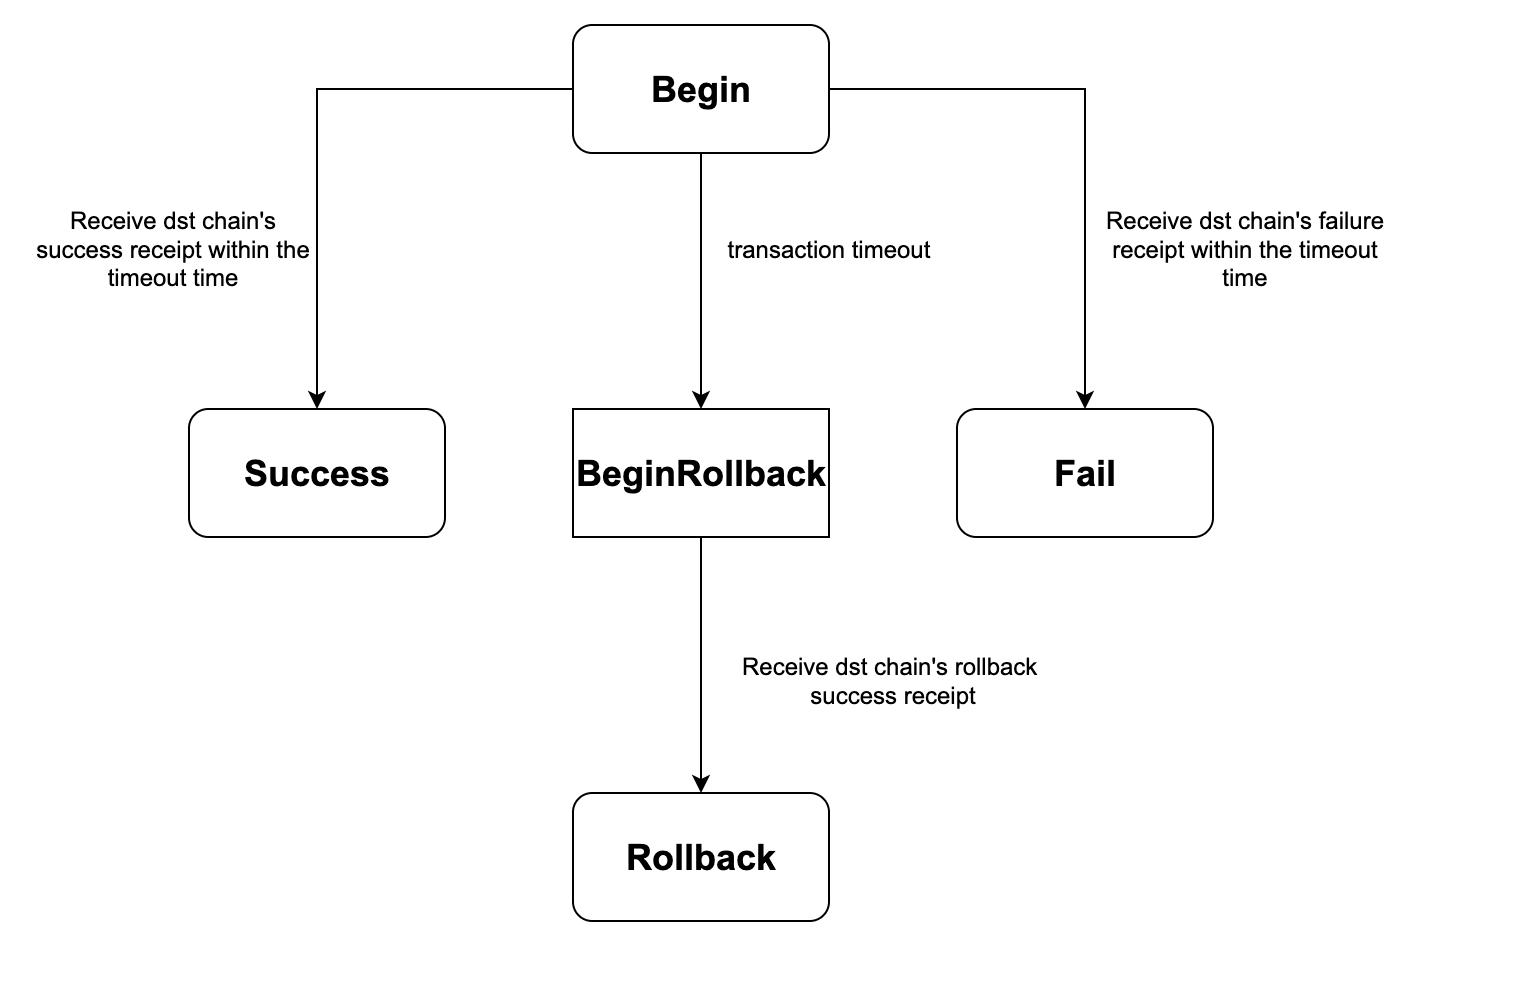 Begin
Receive dst chain's
success receipt within the
timeout time
transaction timeout
Receive dst chain's failure
receipt within the timeout
time
Success
BeginRollback
Fail
Receive dst chain's rollback
success receipt
Rollback